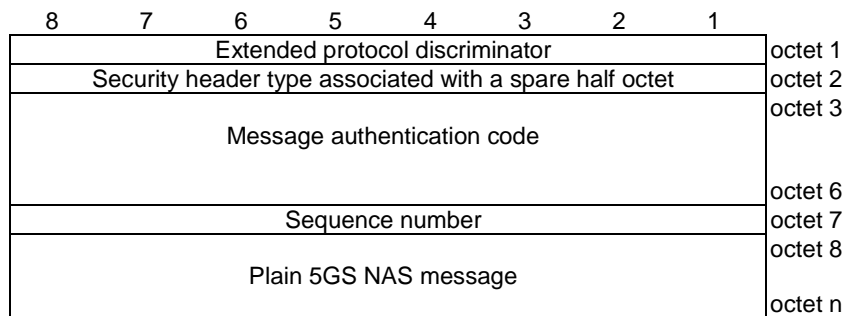 8 7 6 5 4 3 2 1
Extended protocol discriminator octet 1
Security header type associated with a spare half octet octet 2
octet 3
Message authentication code
octet 6
Sequence number octet 7
octet 8
Plain 5GS NAS message
octet n